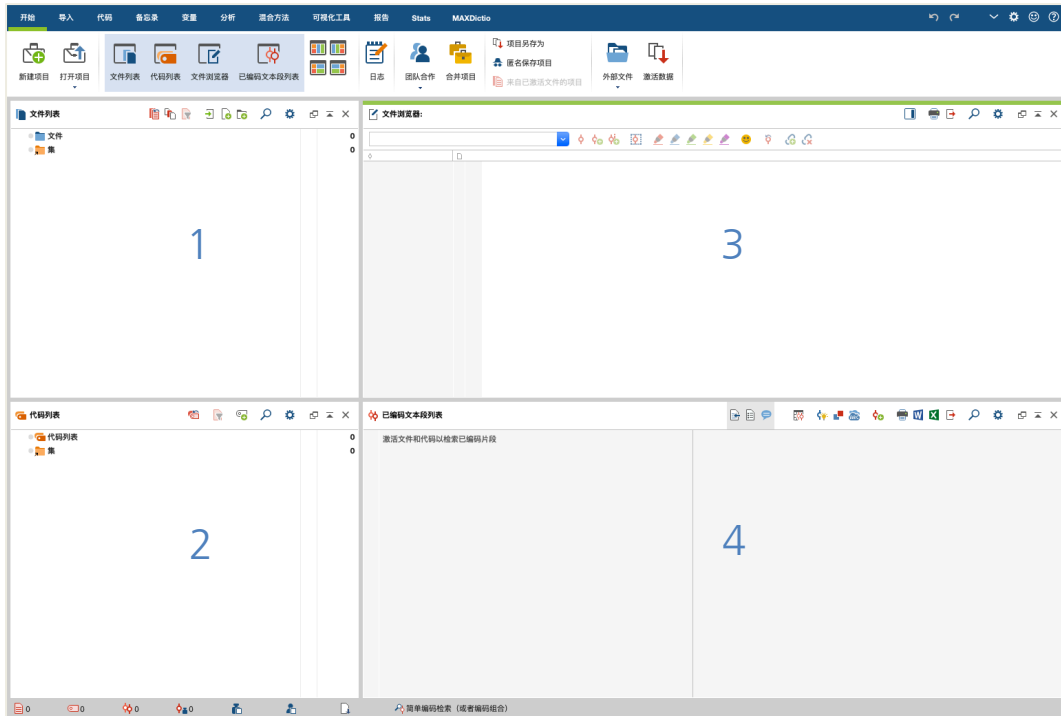 开始 导入 代码 备忘录 变量 分析 混合方法 可视化工具 报告 Stats MAXDictio
新建项目 打开项目 文件列表 代码列表 文件浏览器 已编码文本段列表 日志 团队合作 合并项目
项目另存为
匿名保存项目
来自已激活文件的项目
外部文件 激活数据
文件列表
文件 0
集 0
1
文件浏览器:
3
代码列表
代码列表 0
集 0
2
已编码文本段列表
激活文件和代码以检索已编码片段
4
0 0 0 0 简单编码检索（或者编码组合）